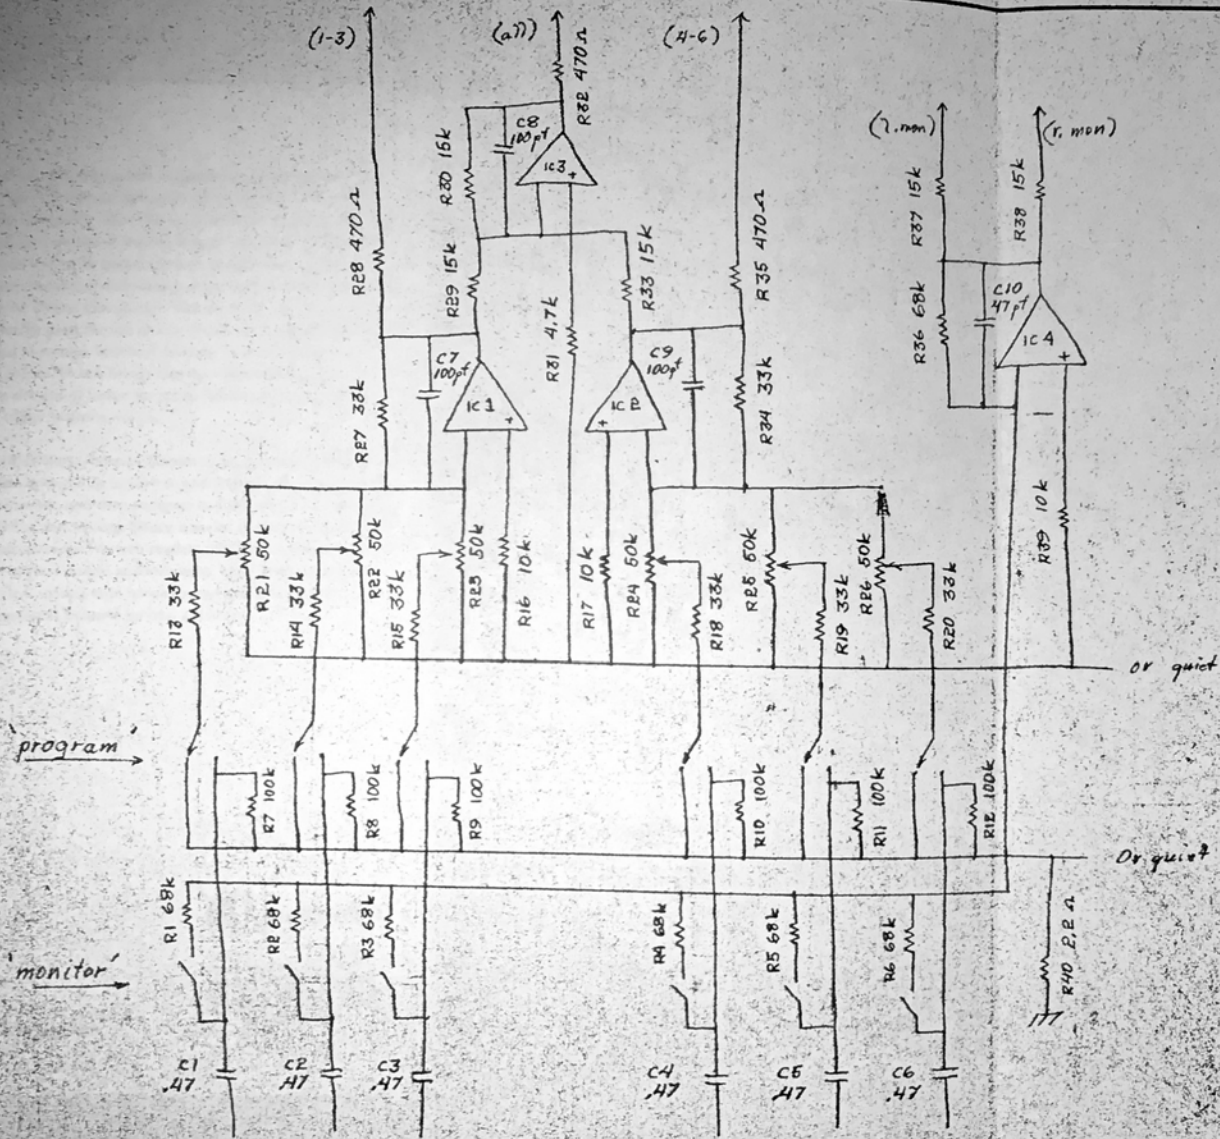 (1-3)
(all)
(4-6)
(l. mon)
(r. mon)
R32 470Ω
C8
100pf
IC3
R30 15k
R28 470Ω
R29 15k
R31 4.7k
R33 15k
R35 470Ω
R37 15k
R38 15k
R36 68k
C10
47pf
IC4
C7
100pf
IC1
C9
100pf
IC2
R27 33k
R34 33k
R39 10k
R13 33k
R21 50k
R14 33k
R22 50k
R15 33k
R23 50k
R16 10k
R17 10k
R24 50k
R18 33k
R25 50k
R19 33k
R26 50k
R20 33k
or quiet
'program'
R7 100k
R8 100k
R9 100k
R10 100k
R11 100k
R12 100k
Or quiet
R1 68k
R2 68k
R3 68k
R4 68k
R5 68k
R6 68k
R40 2.2Ω
'monitor'
C1
.47
C2
.47
C3
.47
C4
.47
C5
.47
C6
.47